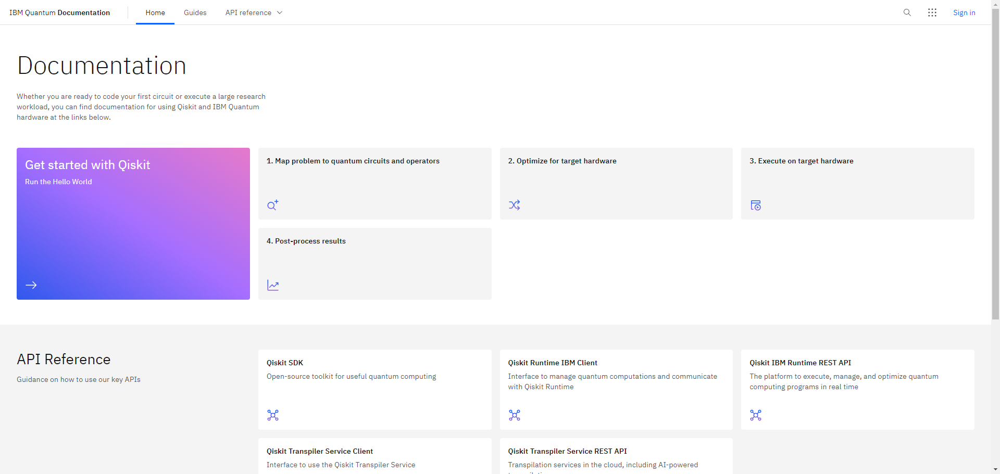 IBM Quantum Documentation
Home
Guides
API reference
Sign in
Documentation
Whether you are ready to code your first circuit or execute a large research
workload, you can find documentation for using Qiskit and IBM Quantum
hardware at the links below.
Get started with Qiskit
Run the Hello World
1. Map problem to quantum circuits and operators
2. Optimize for target hardware
3. Execute on target hardware
4. Post-process results
API Reference
Guidance on how to use our key APIs
Qiskit SDK
Open-source toolkit for useful quantum computing
Qiskit Runtime IBM Client
Interface to manage quantum computations and communicate
with Qiskit Runtime
Qiskit IBM Runtime REST API
The platform to execute, manage, and optimize quantum
computing programs in real time
Qiskit Transpiler Service Client
Interface to use the Qiskit Transpiler Service
Qiskit Transpiler Service REST API
Transpilation services in the cloud, including AI-powered